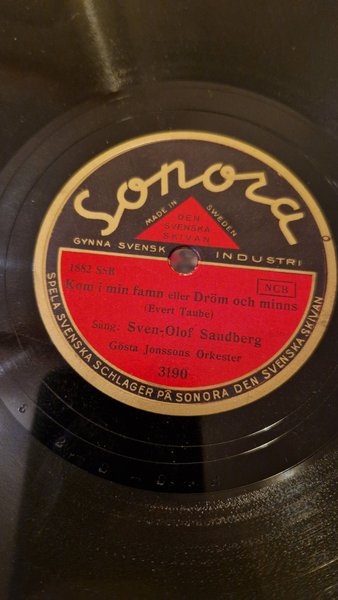 Sonora
MADE IN SWEDEN
DEN
SVENSKA
SKIVAN
GYNNA SVENSK INDUSTRI
1882 SSB
NCB
Kom i min famn eller Dröm och minns
(Evert Taube)
Sång: Sven-Olof Sandberg
Gösta Jonssons Orkester
3190
SPELA SVENSKA SCHLAGER PÅ SONORA DEN SVENSKA SKIVAN